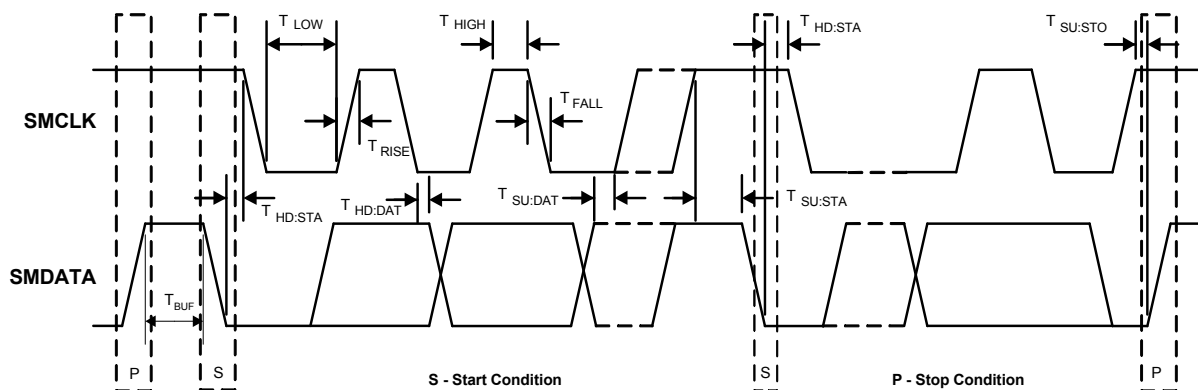 T LOW
T HIGH
T HD:STA
T SU:STO
SMCLK
T FALL
T RISE
T HD:STA
T HD:DAT
T SU:DAT
T SU:STA
SMDATA
T BUF
P
S
S - Start Condition
S
P - Stop Condition
P